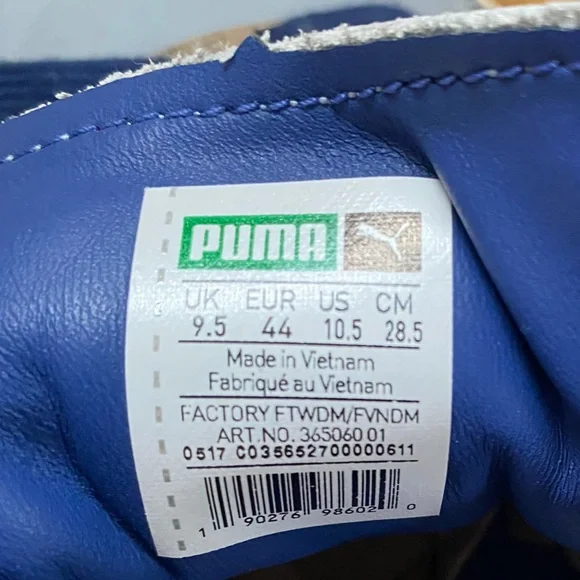 PUMA
UK EUR US CM
9.5 44 10.5 28.5
Made in Vietnam
Fabriqué au Vietnam
FACTORY FTWDM/FVNDM
ART.NO. 365060 01
0517 C035652700000611
1 90276 98602 0